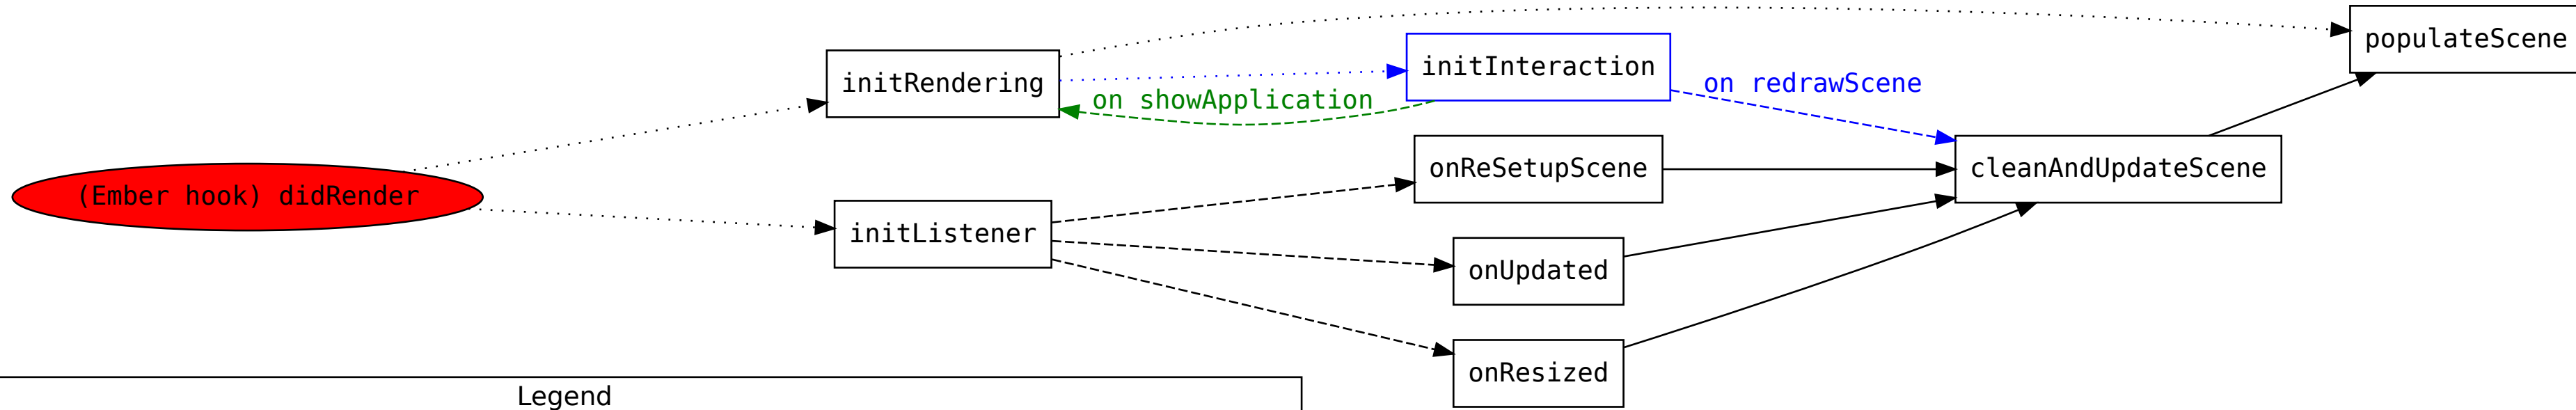 populateScene
initRendering
initInteraction
on redrawScene
on showApplication
onReSetupScene
cleanAndUpdateScene
(Ember hook) didRender
initListener
onUpdated
onResized
Legend